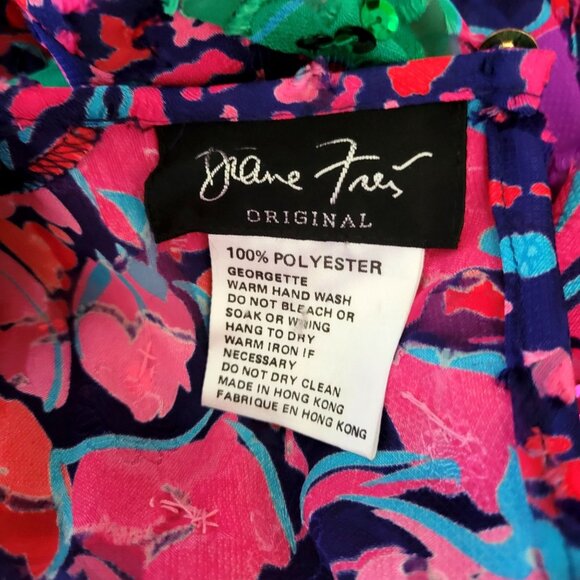 Diane Freis
ORIGINAL
100% POLYESTER
GEORGETTE
WARM HAND WASH
DO NOT BLEACH OR
SOAK OR WRING
HANG TO DRY
WARM IRON IF
NECESSARY
DO NOT DRY CLEAN
MADE IN HONG KONG
FABRIQUE EN HONG KONG